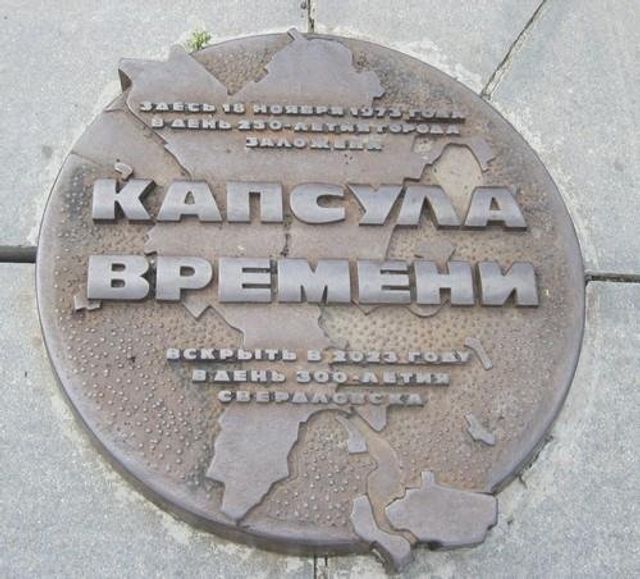 ЗДЕСЬ 18 НОЯБРЯ 1973 ГОДА
В ДЕНЬ 250-ЛЕТИЯ ГОРОДА
ЗАЛОЖЕНА
КАПСУЛА
ВРЕМЕНИ
ВСКРЫТЬ В 2023 ГОДУ
В ДЕНЬ 300-ЛЕТИЯ
СВЕРДЛОВСКА